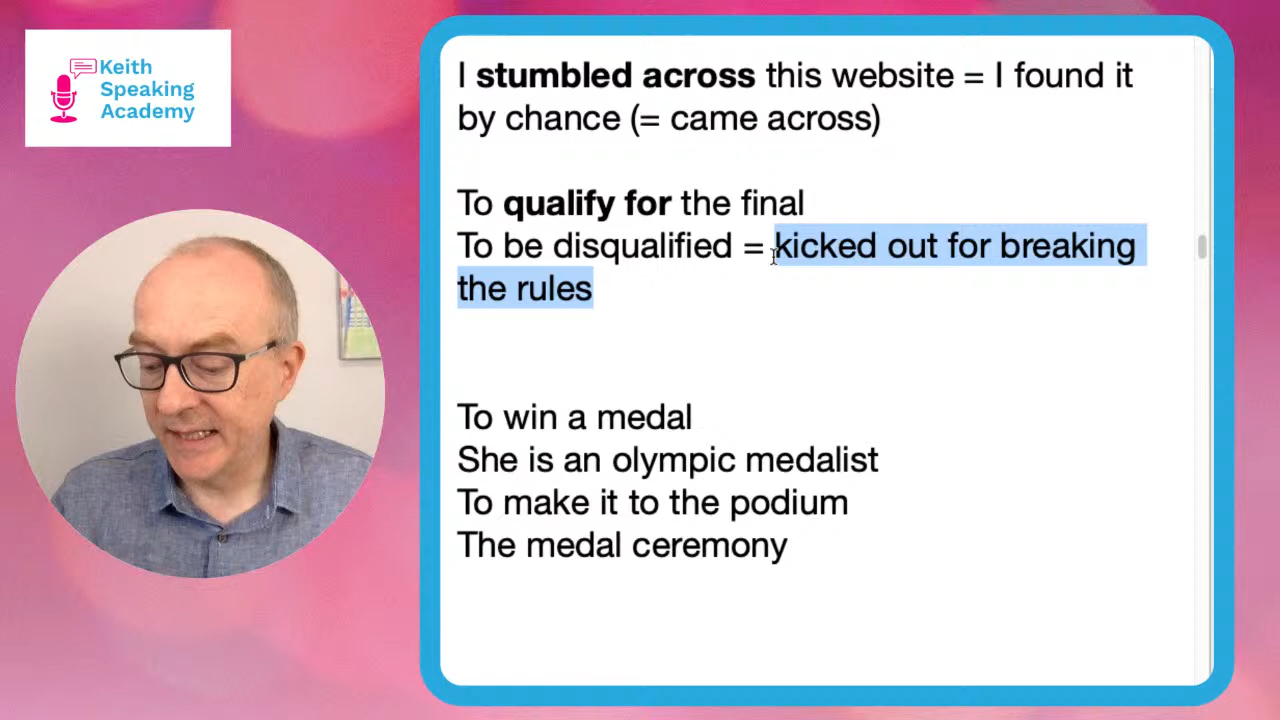 Keith
Speaking
Academy
I stumbled across this website = I found it
by chance (= came across)
To qualify for the final
To be disqualified = kicked out for breaking
the rules
To win a medal
She is an olympic medalist
To make it to the podium
The medal ceremony